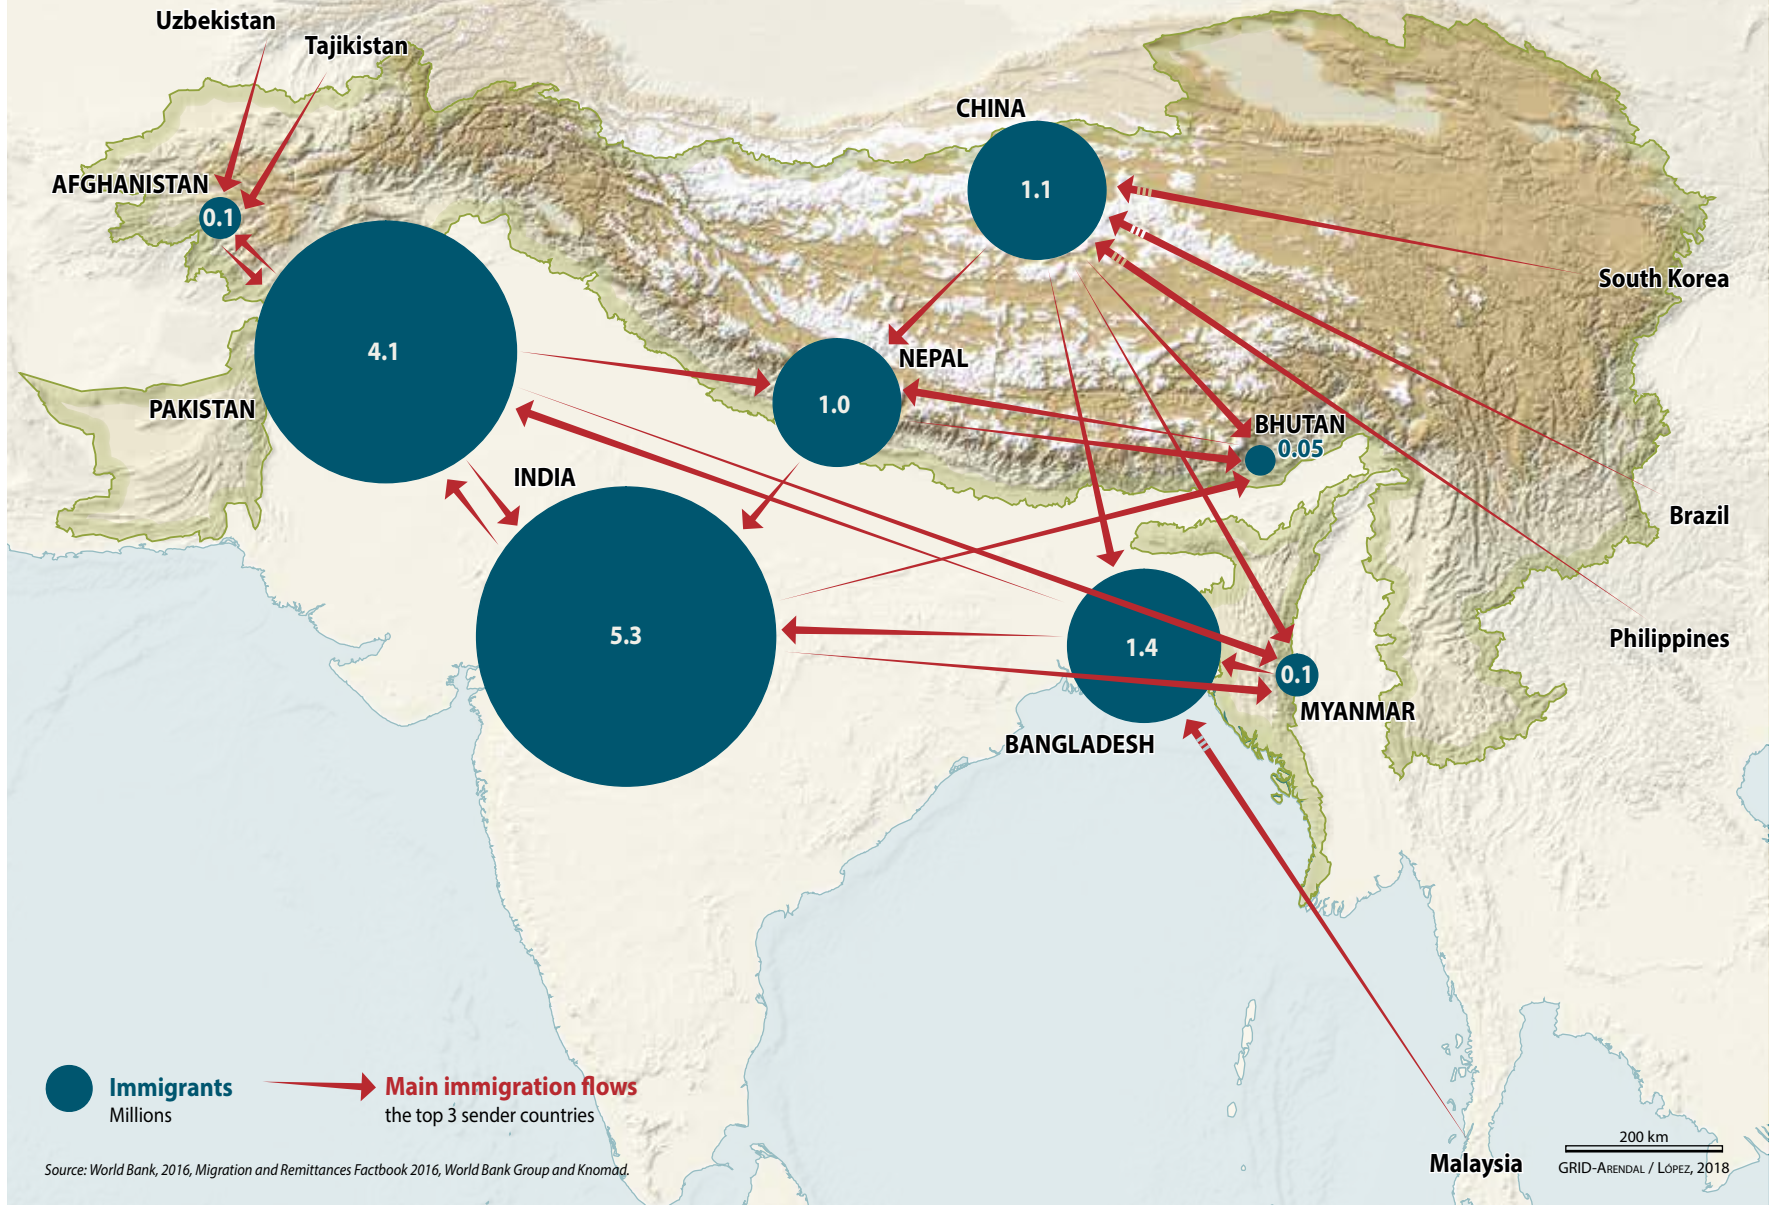 Uzbekistan
Tajikistan
CHINA
AFGHANISTAN
1.1
0.1
South Korea
4.1
NEPAL
PAKISTAN
1.0
BHUTAN
0.05
INDIA
Brazil
5.3
1.4
Philippines
0.1
MYANMAR
BANGLADESH
Immigrants
Millions
Main immigration flows
the top 3 sender countries
200 km
Malaysia
GRID-ARENDAL / LÓPEZ, 2018
Source: World Bank, 2016, Migration and Remittances Factbook 2016, World Bank Group and Knomad.